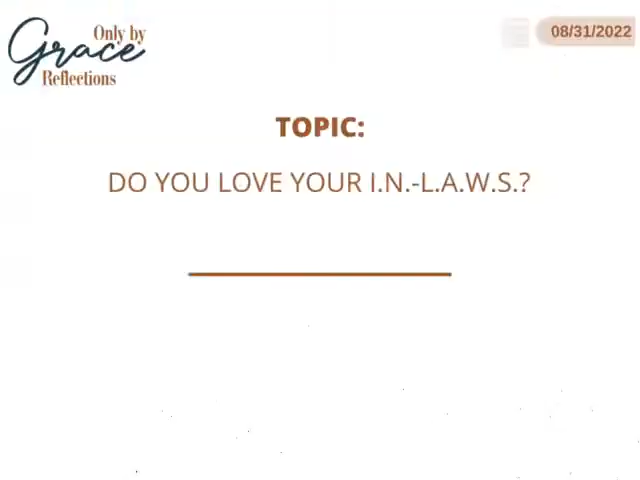 Only by
Grace
Reflections
08/31/2022
TOPIC:
DO YOU LOVE YOUR I.N.-L.A.W.S.?